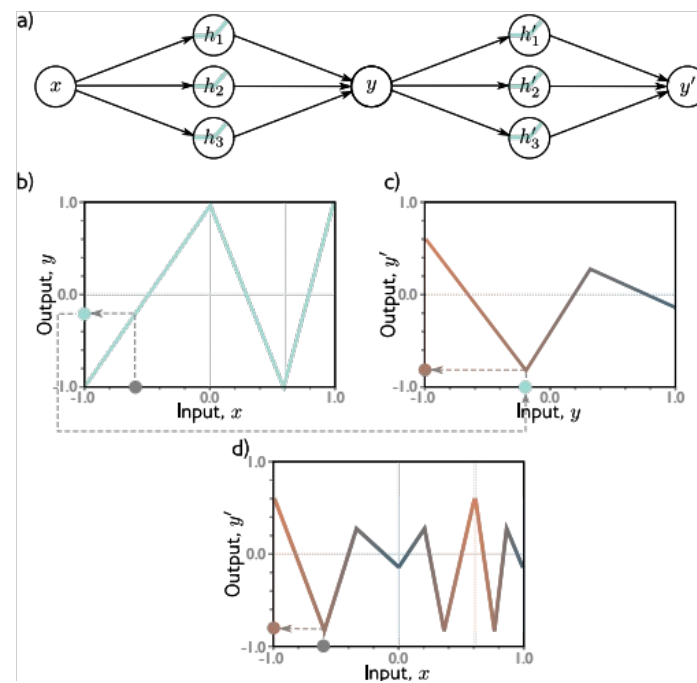 a)
h₁ h′₁
x h₂ y h′₂ y′
h₃ h′₃
b) c)
1.0 1.0
Output, y Output, y′
0.0 0.0
-1.0 -1.0
-1.0 0.0 1.0 -1.0 0.0 1.0
Input, x Input, y
d)
1.0
Output, y′
0.0
-1.0
-1.0 0.0 1.0
Input, x